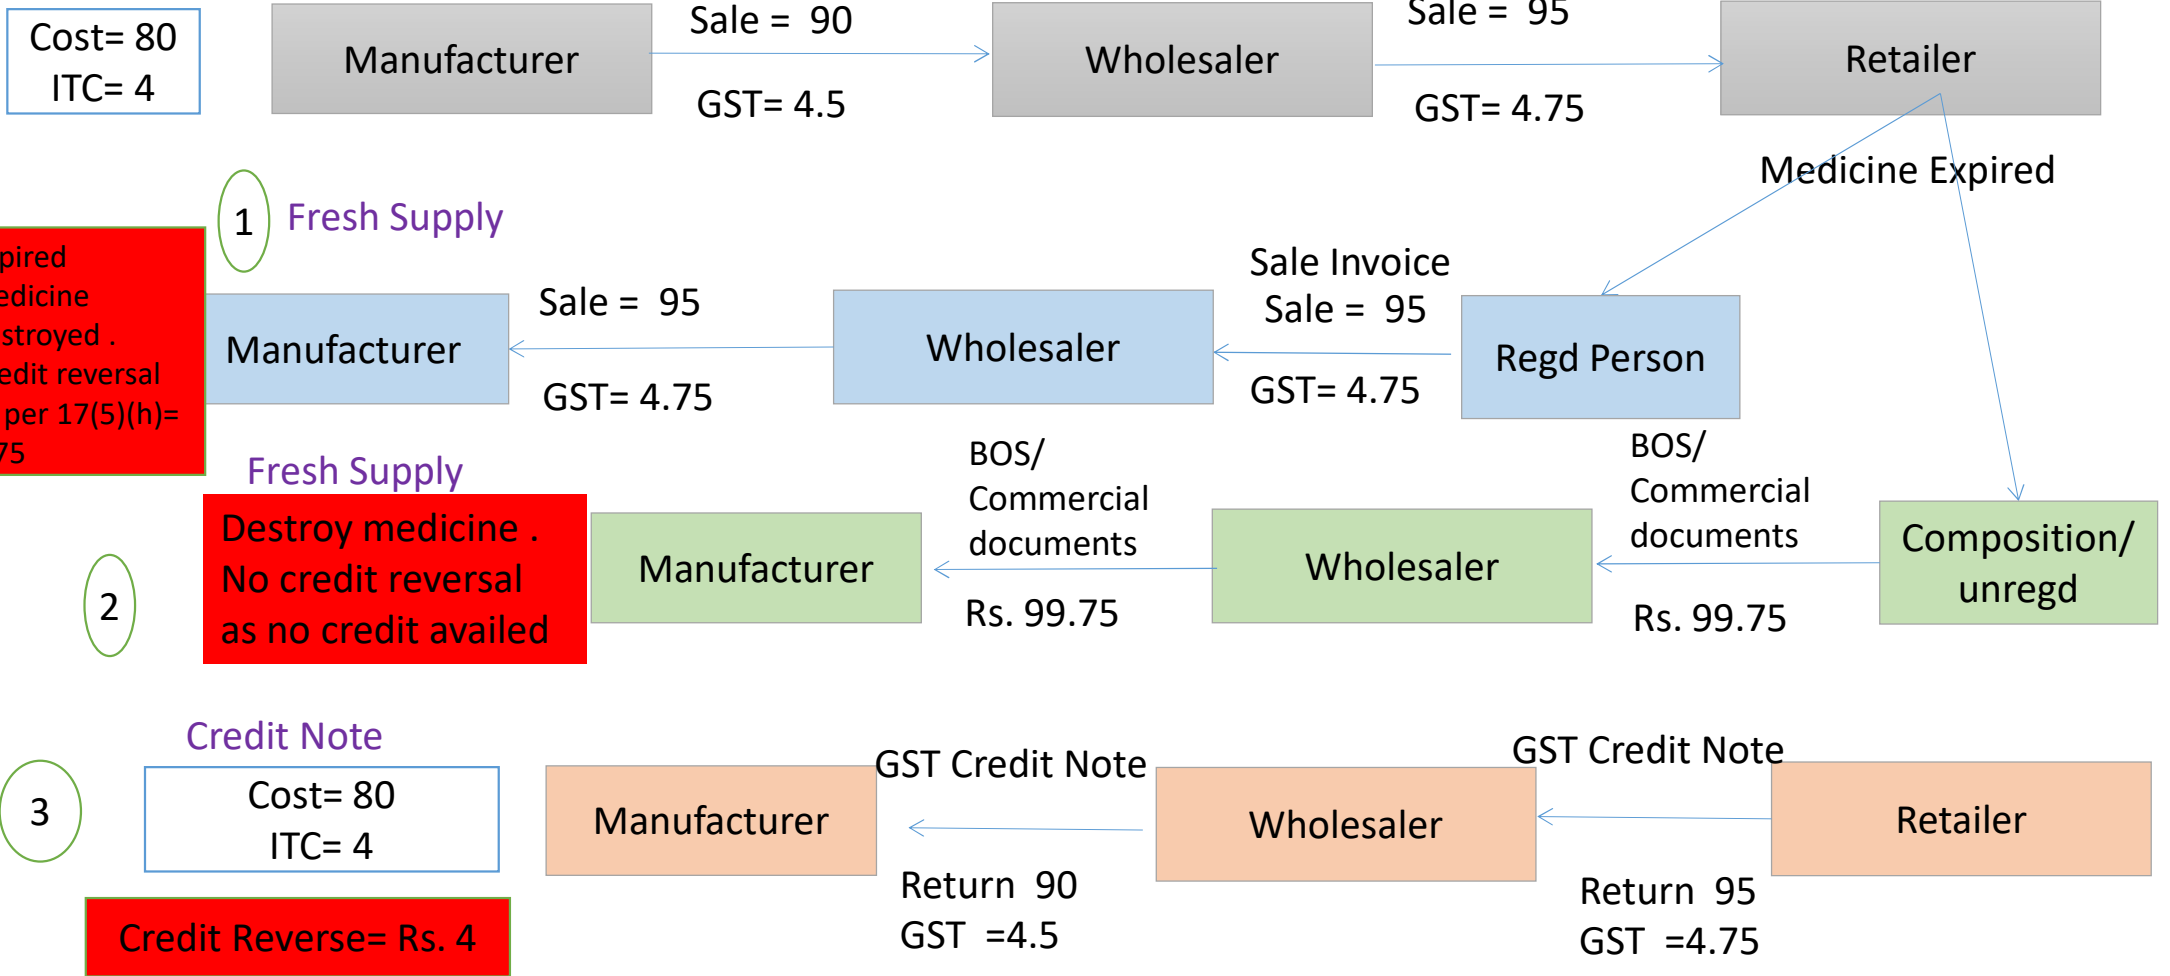 Cost= 80
ITC= 4
Manufacturer
Sale = 90
GST= 4.5
Wholesaler
Sale = 95
GST= 4.75
Retailer
Medicine Expired
1
Fresh Supply
pired
edicine
stroyed .
edit reversal
per 17(5)(h)=
75
Manufacturer
Sale = 95
GST= 4.75
Wholesaler
Sale Invoice
Sale = 95
GST= 4.75
Regd Person
2
Fresh Supply
Destroy medicine .
No credit reversal
as no credit availed
Manufacturer
BOS/
Commercial
documents
Rs. 99.75
Wholesaler
BOS/
Commercial
documents
Rs. 99.75
Composition/
unregd
3
Credit Note
Cost= 80
ITC= 4
Credit Reverse= Rs. 4
Manufacturer
GST Credit Note
Return 90
GST =4.5
Wholesaler
GST Credit Note
Return 95
GST =4.75
Retailer